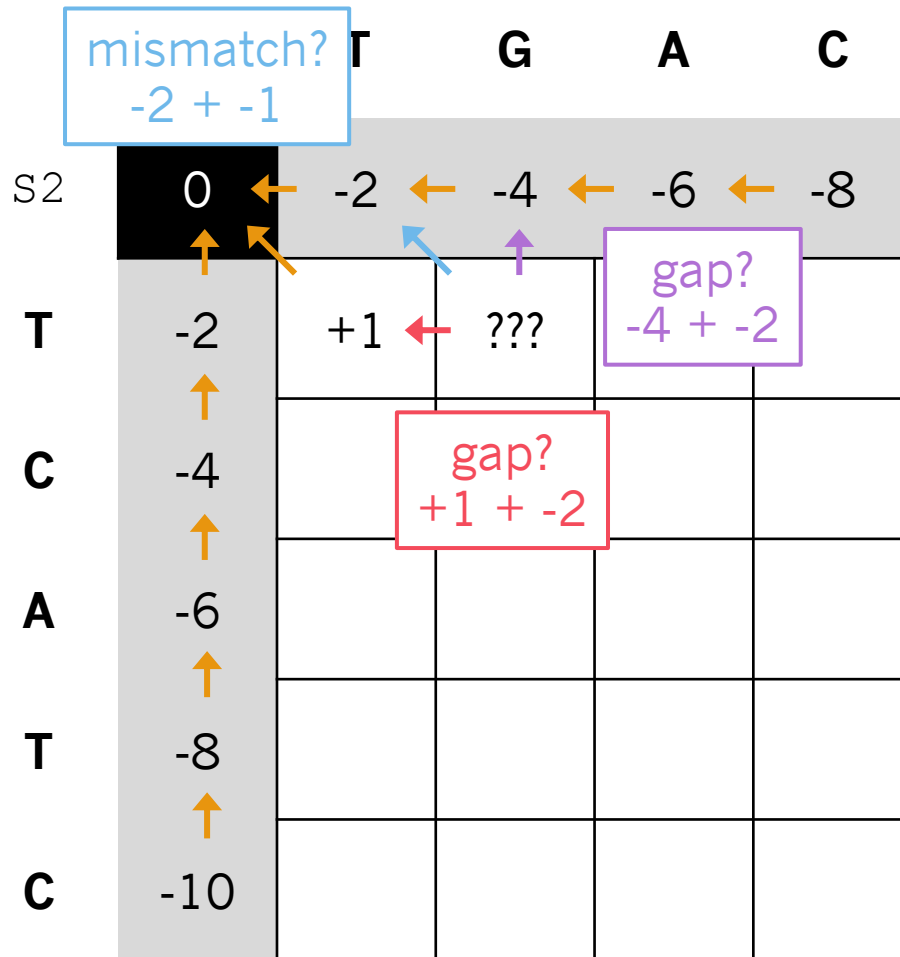 mismatch?
-2 + -1
T G A C
S2 0 -2 -4 -6 -8
gap?
-4 + -2
T -2 +1 ???
gap?
+1 + -2
C -4
A -6
T -8
C -10